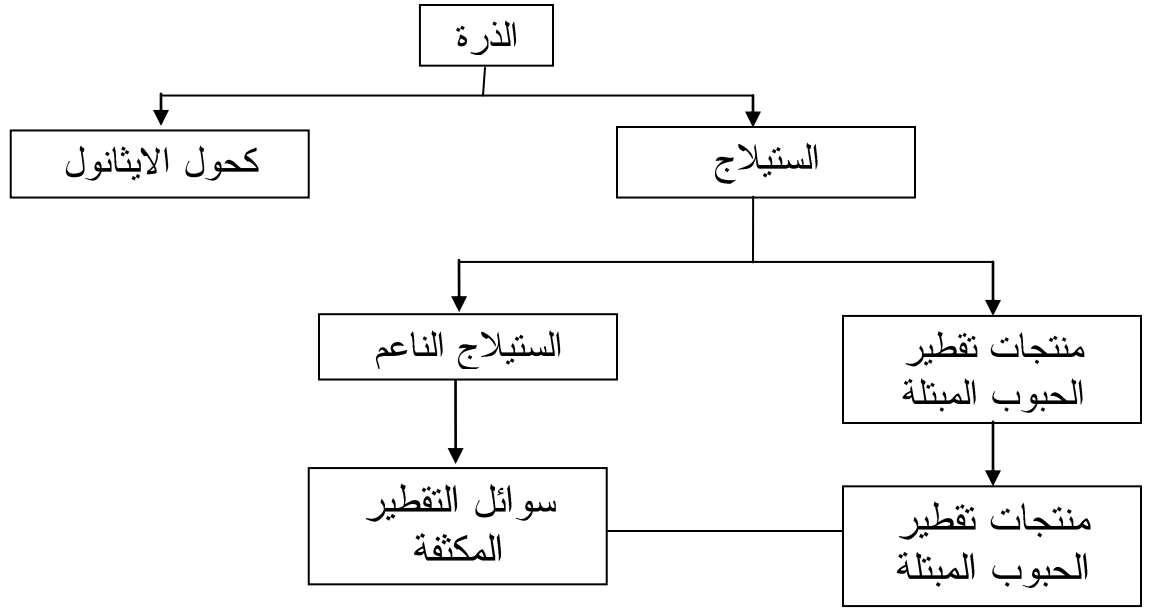 الذرة
الستيلاج
كحول الايثانول
منتجات تقطير
الحبوب المبتلة
الستيلاج الناعم
منتجات تقطير
الحبوب المبتلة
سوائل التقطير
المكثفة